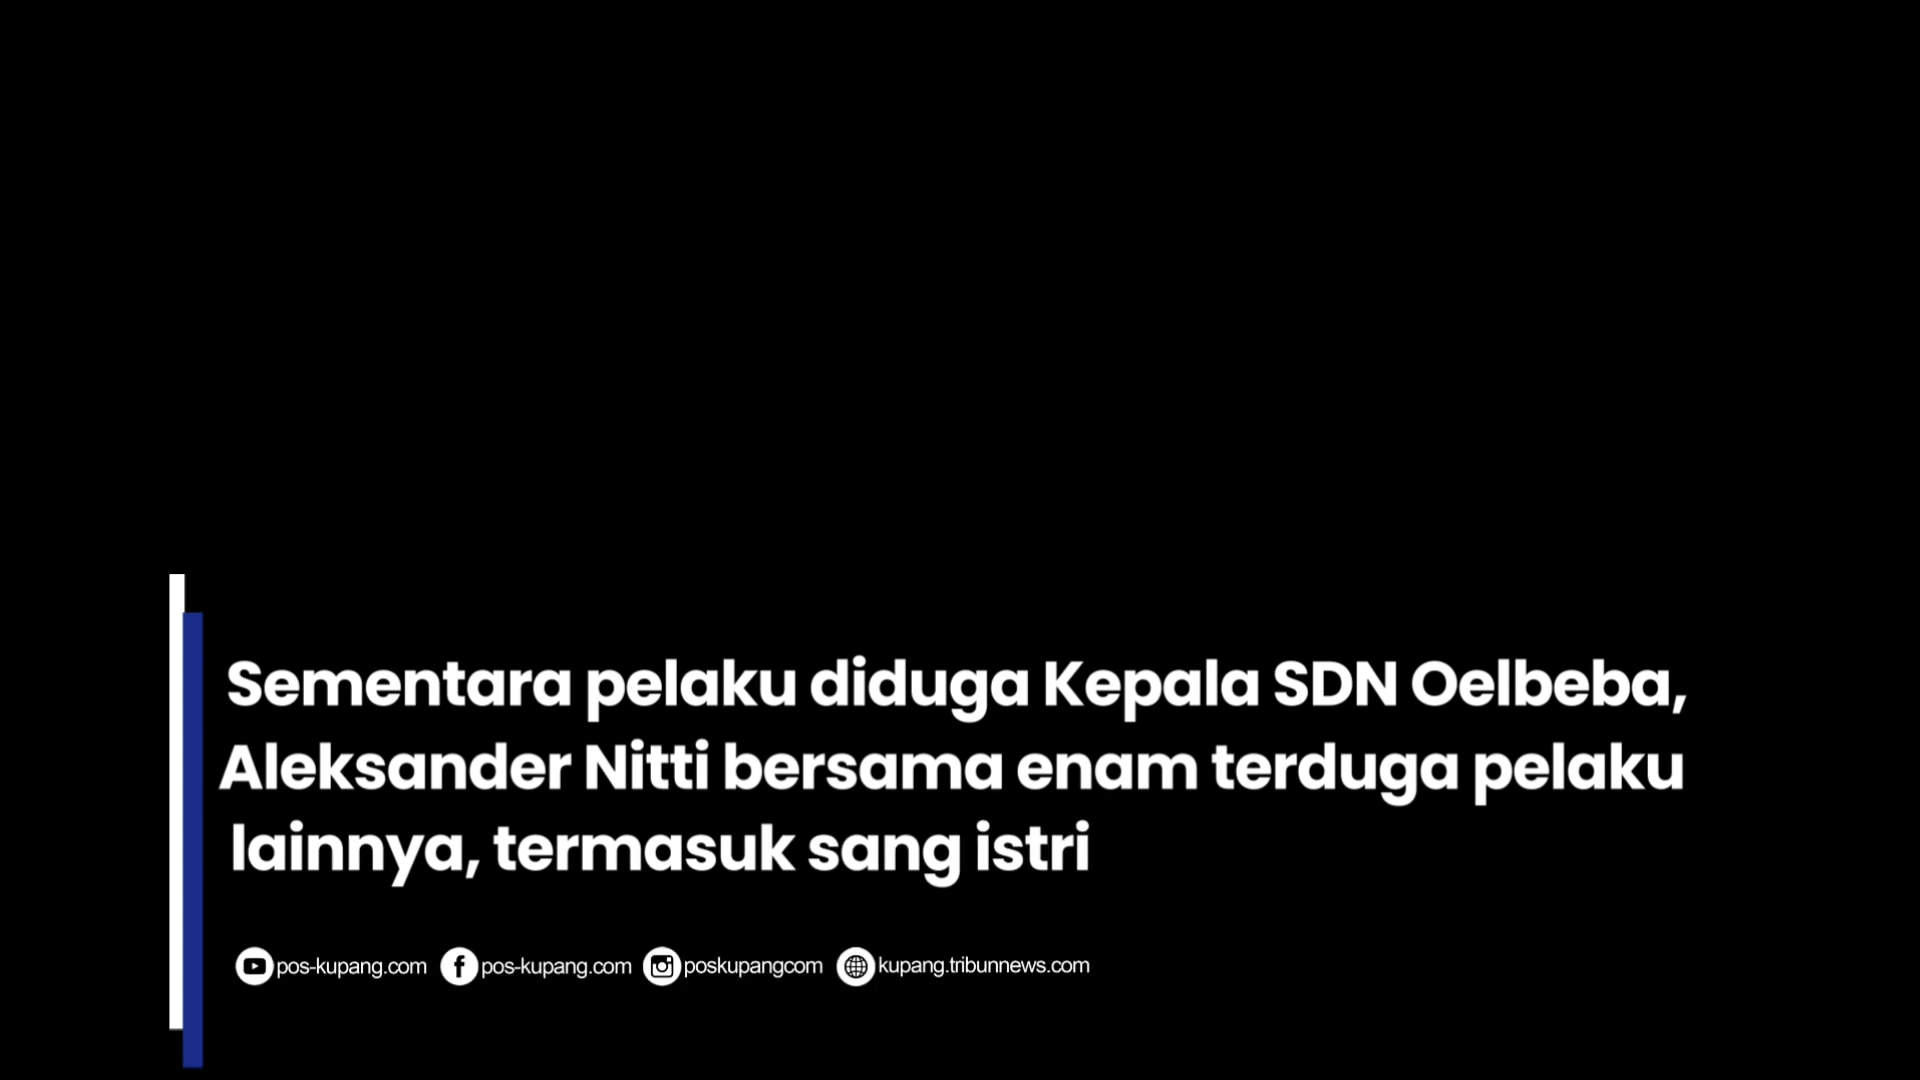 Sementara pelaku diduga Kepala SDN Oelbeba,
Aleksander Nitti bersama enam terduga pelaku
lainnya, termasuk sang istri
pos-kupang.com pos-kupang.com poskupangcom kupang.tribunnews.com